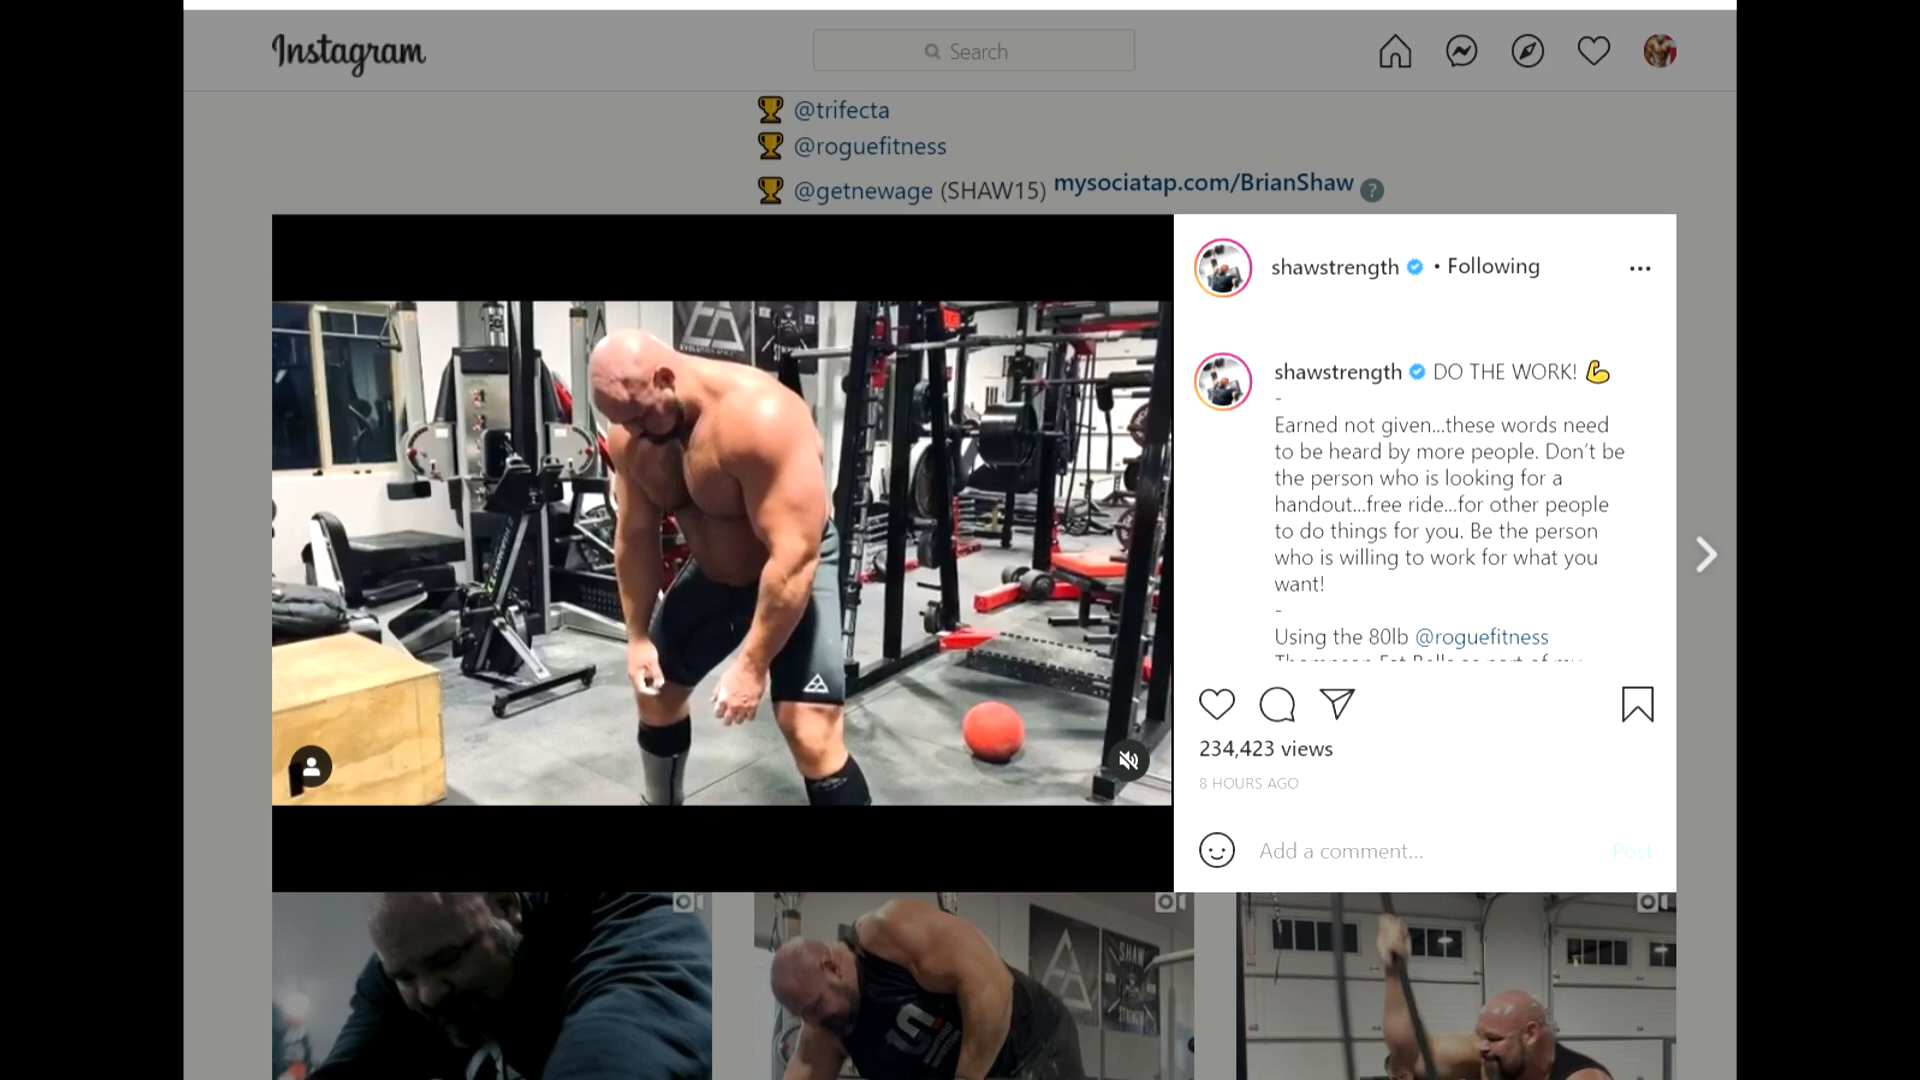 Instagram
Search
@trifecta
@roguefitness
@getnewage (SHAW15) mysociatap.com/BrianShaw ?
shawstrength • Following
shawstrength DO THE WORK!
-
Earned not given...these words need
to be heard by more people. Don't be
the person who is looking for a
handout...free ride...for other people
to do things for you. Be the person
who is willing to work for what you
want!
-
Using the 80lb @roguefitness
234,423 views
8 HOURS AGO
Add a comment...
Post
SHAW
STRENGTH